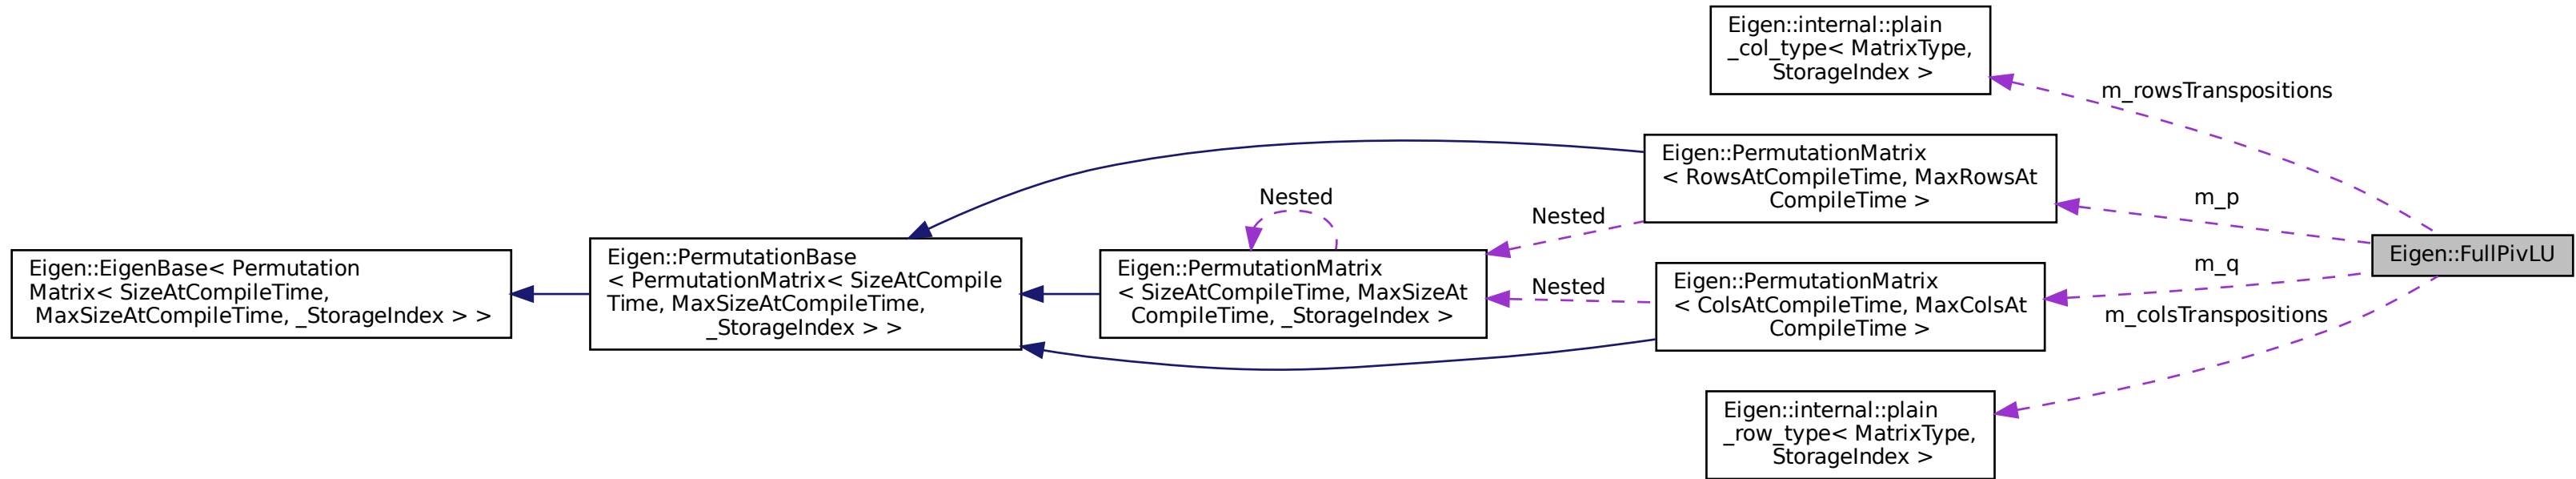 Eigen::EigenBase< Permutation
Matrix< SizeAtCompileTime,
MaxSizeAtCompileTime, _StorageIndex > >
Eigen::PermutationBase
< PermutationMatrix< SizeAtCompile
Time, MaxSizeAtCompileTime,
_StorageIndex > >
Nested
Eigen::PermutationMatrix
< SizeAtCompileTime, MaxSizeAt
CompileTime, _StorageIndex >
Nested
Nested
Eigen::internal::plain
_col_type< MatrixType,
StorageIndex >
Eigen::PermutationMatrix
< RowsAtCompileTime, MaxRowsAt
CompileTime >
Eigen::PermutationMatrix
< ColsAtCompileTime, MaxColsAt
CompileTime >
Eigen::internal::plain
_row_type< MatrixType,
StorageIndex >
m_rowsTranspositions
m_p
m_q
m_colsTranspositions
Eigen::FullPivLU